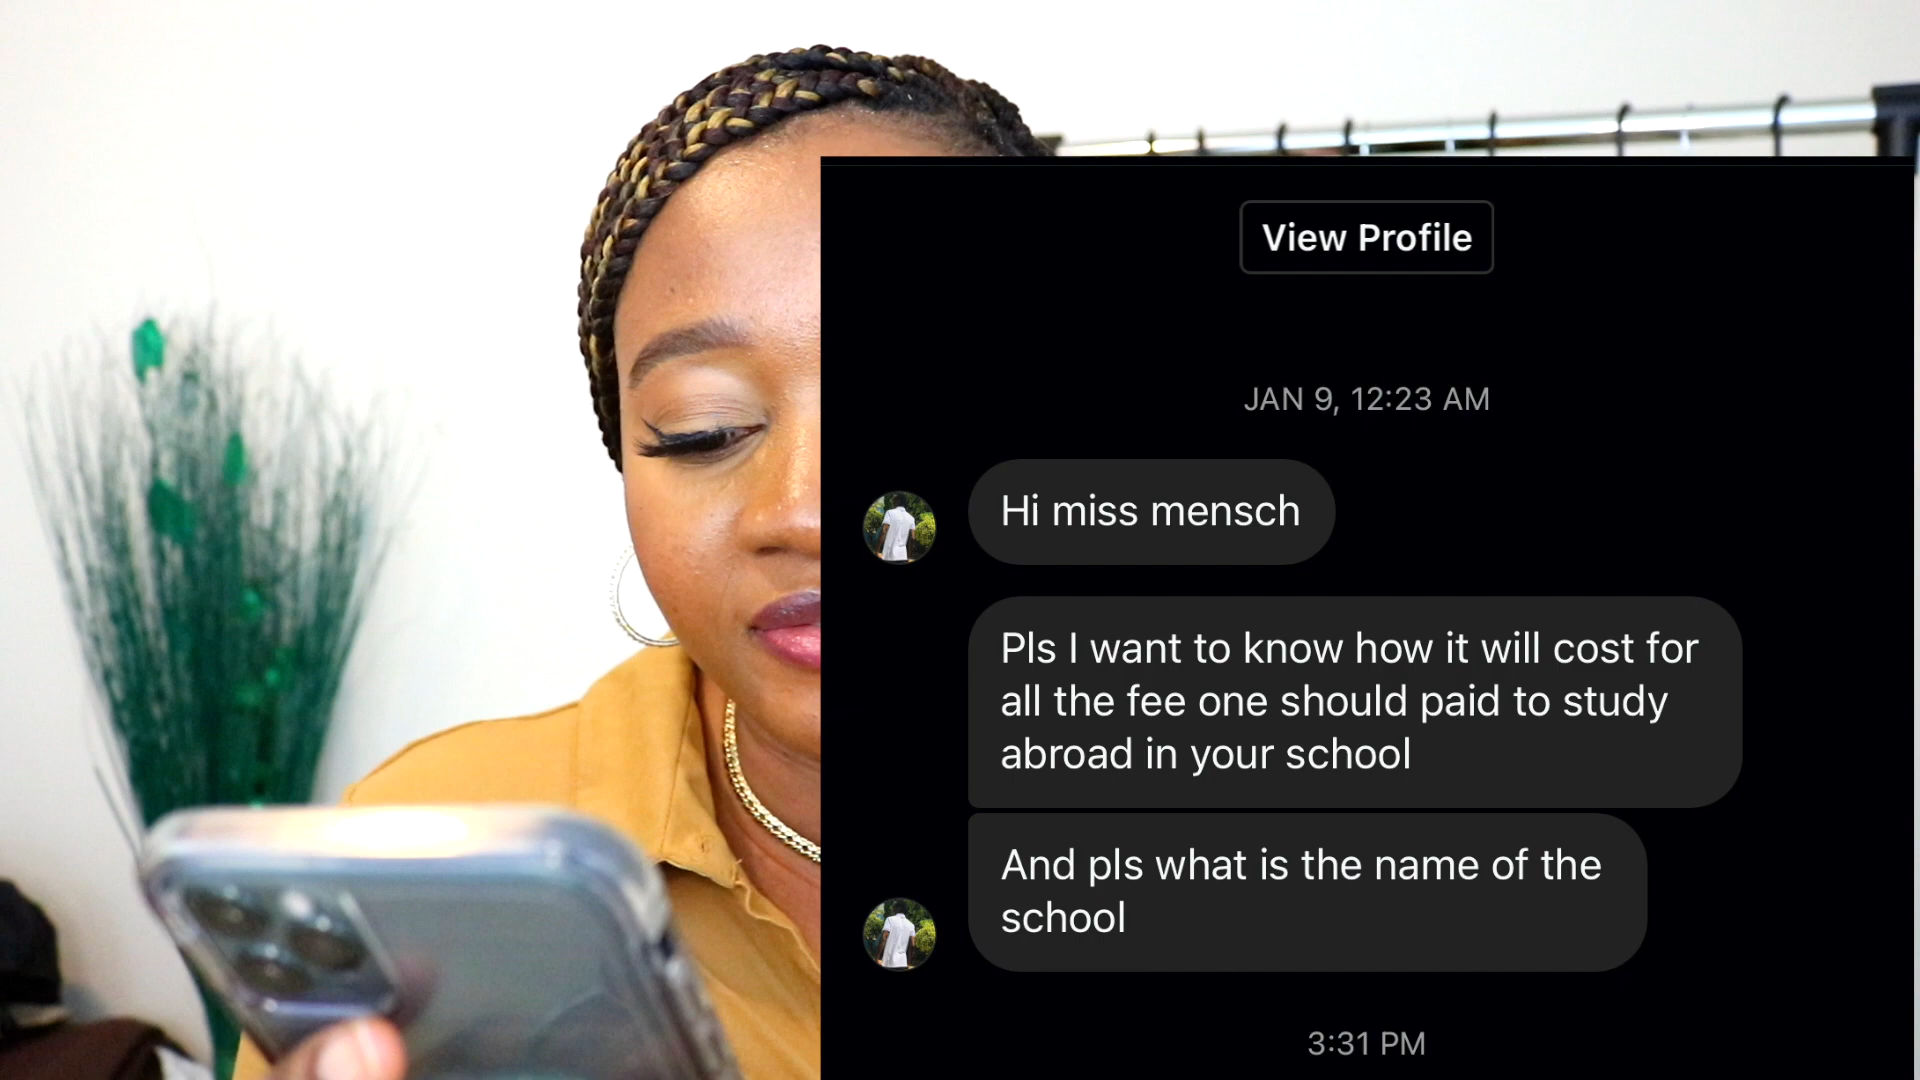 View Profile
JAN 9, 12:23 AM
Hi miss mensch
Pls I want to know how it will cost for
all the fee one should paid to study
abroad in your school
And pls what is the name of the
school
3:31 PM